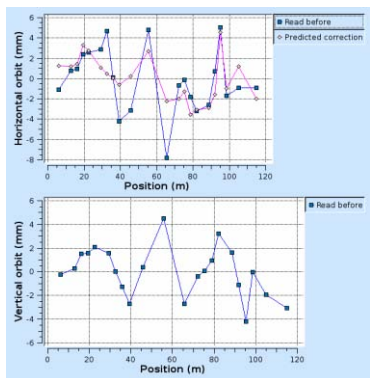 Horizontal orbit (mm)
6
4
2
0
-2
-4
-6
-8
0 20 40 60 80 100 120
Position (m)
Read before
Predicted correction
Vertical orbit (mm)
6
4
2
0
-2
-4
-6
0 20 40 60 80 100 120
Position (m)
Read before